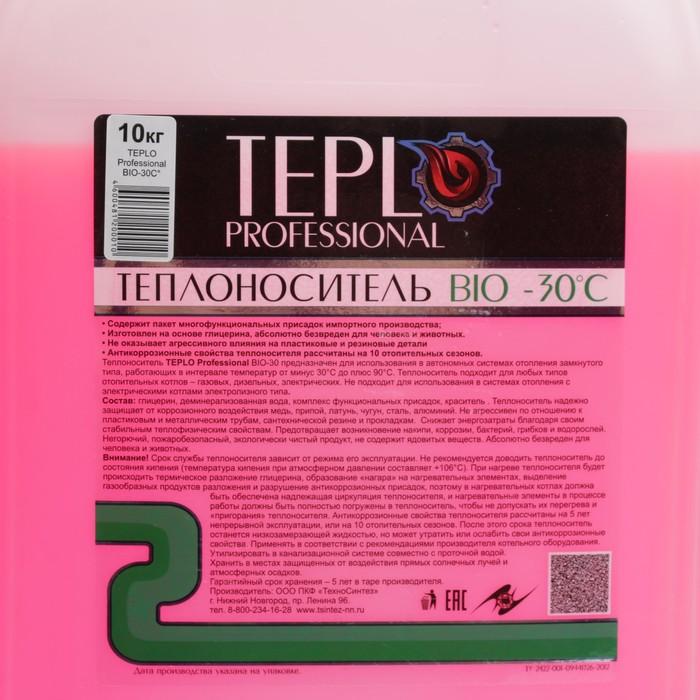 10кг
TEPLO
Professional
BIO-30C°
4600481920001
TEPLO
PROFESSIONAL
ТЕПЛОНОСИТЕЛЬ BIO -30°C
• Содержит пакет многофункциональных присадок импортного производства;
• Изготовлен на основе глицерина, абсолютно безвреден для человека и животных.
• Не оказывает агрессивного влияния на пластиковые и резиновые детали
• Антикоррозионные свойства теплоносителя рассчитаны на 10 отопительных сезонов.
Теплоноситель TEPLO Professional BIO-30 предназначен для использования в автономных системах отопления замкнутого
типа, работающих в интервале температур от минус 30°С до плюс 90°С. Теплоноситель подходит для любых типов
отопительных котлов – газовых, дизельных, электрических. Не подходит для использования в системах отопления с
электрическими котлами электролизного типа.
Состав: глицерин, деминерализованная вода, комплекс функциональных присадок, краситель . Теплоноситель надежно
защищает от коррозионного воздействия медь, припой, латунь, чугун, сталь, алюминий. Не агрессивен по отношению к
пластиковым и металлическим трубам, сантехнической резине и прокладкам. Снижает энергозатраты благодаря своим
стабильным теплофизическим свойствам. Предотвращает возникновение накипи, коррозии, бактерий, грибков и водорослей.
Негорючий, пожаробезопасный, экологически чистый продукт, не содержит ядовитых веществ. Абсолютно безвреден для
человека и животных.
Внимание! Срок службы теплоносителя зависит от режима его эксплуатации. Не рекомендуется доводить теплоноситель до
состояния кипения (температура кипения при атмосферном давлении составляет +106°С). При нагреве теплоносителя будет
происходить термическое разложение глицерина, образование «нагара» на нагревательных элементах, выделение
газообразных продуктов разложения и разрушение антикоррозионных присадок, поэтому в нагревательных котлах должна
быть обеспечена надлежащая циркуляция теплоносителя, и нагревательные элементы в процессе
работы должны быть полностью погружены в теплоноситель, чтобы не допускать их перегрева и
«пригорания» теплоносителя. Антикоррозионные свойства теплоносителя рассчитаны на 5 лет
непрерывной эксплуатации, или на 10 отопительных сезонов. После этого срока теплоноситель
останется низкозамерзающей жидкостью, но может утратить или ослабить свои антикоррозионные
свойства. Применять в соответствии с рекомендациями производителя котельного оборудования.
Утилизировать в канализационной системе совместно с проточной водой.
Хранить в местах защищенных от воздействия прямых солнечных лучей и
атмосферных осадков.
Гарантийный срок хранения – 5 лет в таре производителя.
Производитель: ООО ПКФ «ТехноСинтез»
г. Нижний Новгород, пр. Ленина 96.
тел. 8-800-234-16-28 www.tsintez-nn.ru
EAC
Дата производства указана на упаковке.
ТУ 2422-001-09441126-2012